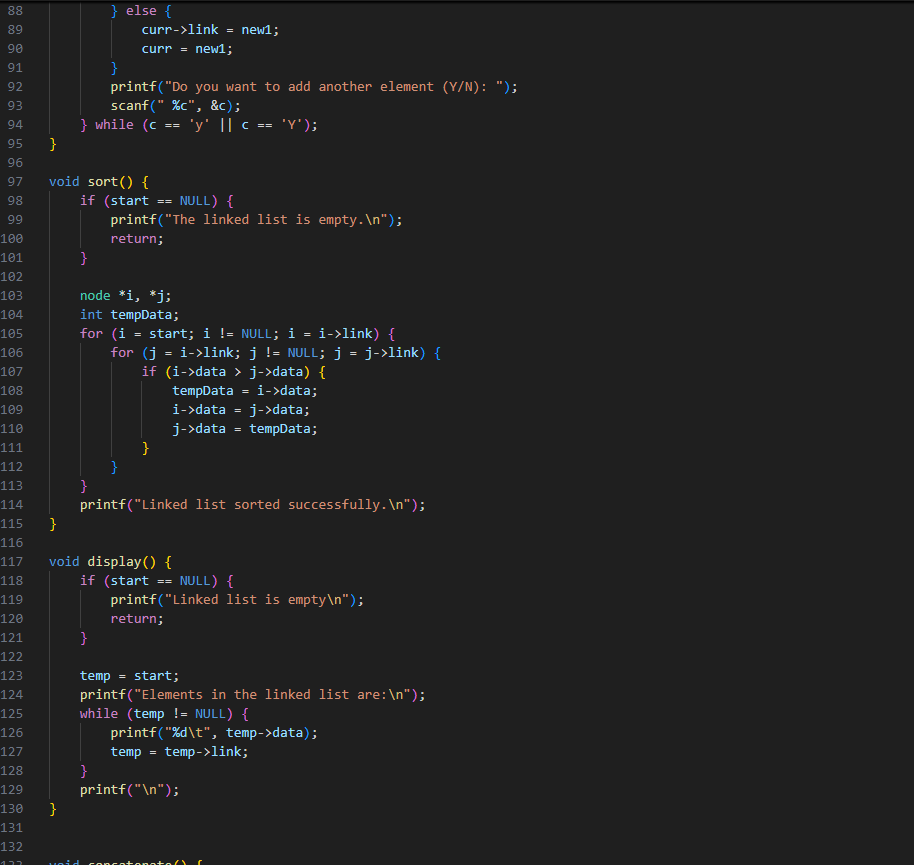 88 } else {
89 curr->link = new1;
90 curr = new1;
91 }
92 printf("Do you want to add another element (Y/N): ");
93 scanf(" %c", &c);
94 } while (c == 'y' || c == 'Y');
95 }
96
97 void sort() {
98 if (start == NULL) {
99 printf("The linked list is empty.\n");
100 return;
101 }
102
103 node *i, *j;
104 int tempData;
105 for (i = start; i != NULL; i = i->link) {
106 for (j = i->link; j != NULL; j = j->link) {
107 if (i->data > j->data) {
108 tempData = i->data;
109 i->data = j->data;
110 j->data = tempData;
111 }
112 }
113 }
114 printf("Linked list sorted successfully.\n");
115 }
116
117 void display() {
118 if (start == NULL) {
119 printf("Linked list is empty\n");
120 return;
121 }
122
123 temp = start;
124 printf("Elements in the linked list are:\n");
125 while (temp != NULL) {
126 printf("%d\t", temp->data);
127 temp = temp->link;
128 }
129 printf("\n");
130 }
131
132
133 void concatenate() {